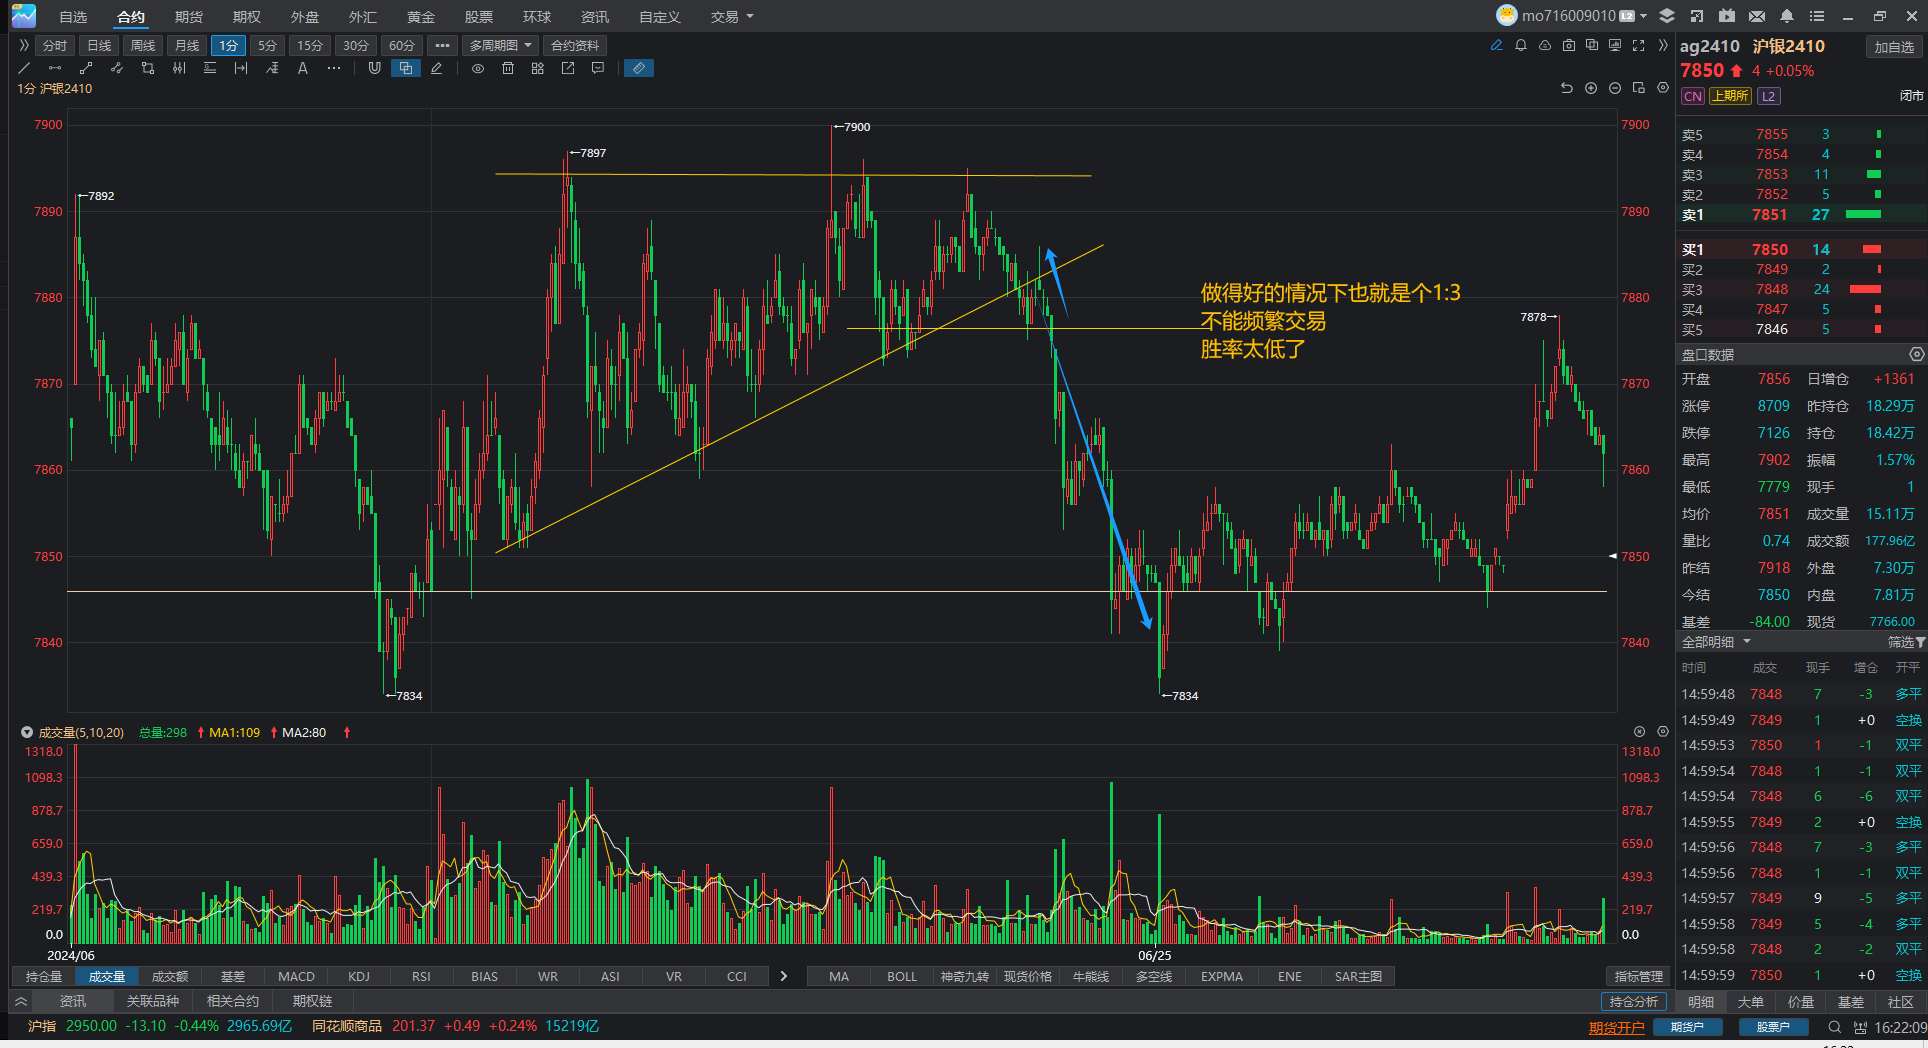 自选 合约 期货 期权 外盘 外汇 黄金 股票 环球 资讯 自定义 交易
mo716009010 L2
分时 日线 周线 月线 1分 5分 15分 30分 60分 ••• 多周期图 合约资料
1分 沪银2410
7900 7890 7880 7870 7860 7850 7840
7892
7897
7900
7834
7834
7878
做得好的情况下也就是个1:3
不能频繁交易
胜率太低了
7900 7890 7880 7870 7860 7850 7840
成交量(5,10,20) 总量:298 MA1:109 MA2:80
1318.0 1098.3 878.7 659.0 439.3 219.7 0.0
1318.0 1098.3 878.7 659.0 439.3 219.7 0.0
2024/06 06/25
持仓量 成交量 成交额 基差 MACD KDJ RSI BIAS WR ASI VR CCI MA BOLL 神奇九转 现货价格 牛能线 多空线 EXPMA ENE SAR主图 指标管理
资讯 关联品种 相关合约 期权链 持仓分析
沪指 2950.00 -13.10 -0.44% 2965.69亿 同花顺商品 201.37 +0.49 +0.24% 15219亿
期货开户 期货户 股票户 16:22:09
ag2410 沪银2410 加自选
7850 4 +0.05%
CN 上期所 L2 闭市
卖5 7855 3
卖4 7854 4
卖3 7853 11
卖2 7852 5
卖1 7851 27
买1 7850 14
买2 7849 2
买3 7848 24
买4 7847 5
买5 7846 5
盘口数据
开盘 7856 日增仓 +1361
涨停 8709 昨持仓 18.29万
跌停 7126 持仓 18.42万
最高 7902 振幅 1.57%
最低 7779 现手 1
均价 7851 成交量 15.11万
量比 0.74 成交额 177.96亿
昨结 7918 外盘 7.30万
今结 7850 内盘 7.81万
基差 -84.00 现货 7766.00
全部明细 筛选
时间 成交 现手 增仓 开平
14:59:48 7848 7 -3 多平
14:59:49 7849 1 +0 空换
14:59:53 7850 1 -1 双平
14:59:54 7848 1 -1 双平
14:59:54 7848 6 -6 双平
14:59:55 7849 2 +0 空换
14:59:56 7848 7 -3 多平
14:59:56 7848 1 -1 双平
14:59:57 7849 9 -5 多平
14:59:58 7849 5 -4 多平
14:59:58 7848 2 -2 双平
14:59:59 7850 1 +0 空换
明细 大单 价量 基差 社区